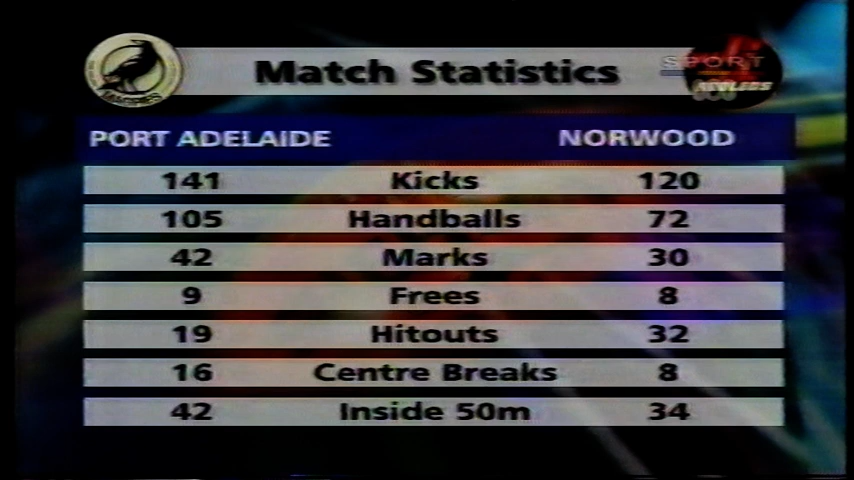 Match Statistics
SPORT
PORT ADELAIDE NORWOOD
141 Kicks 120
105 Handballs 72
42 Marks 30
9 Frees 8
19 Hitouts 32
16 Centre Breaks 8
42 Inside 50m 34